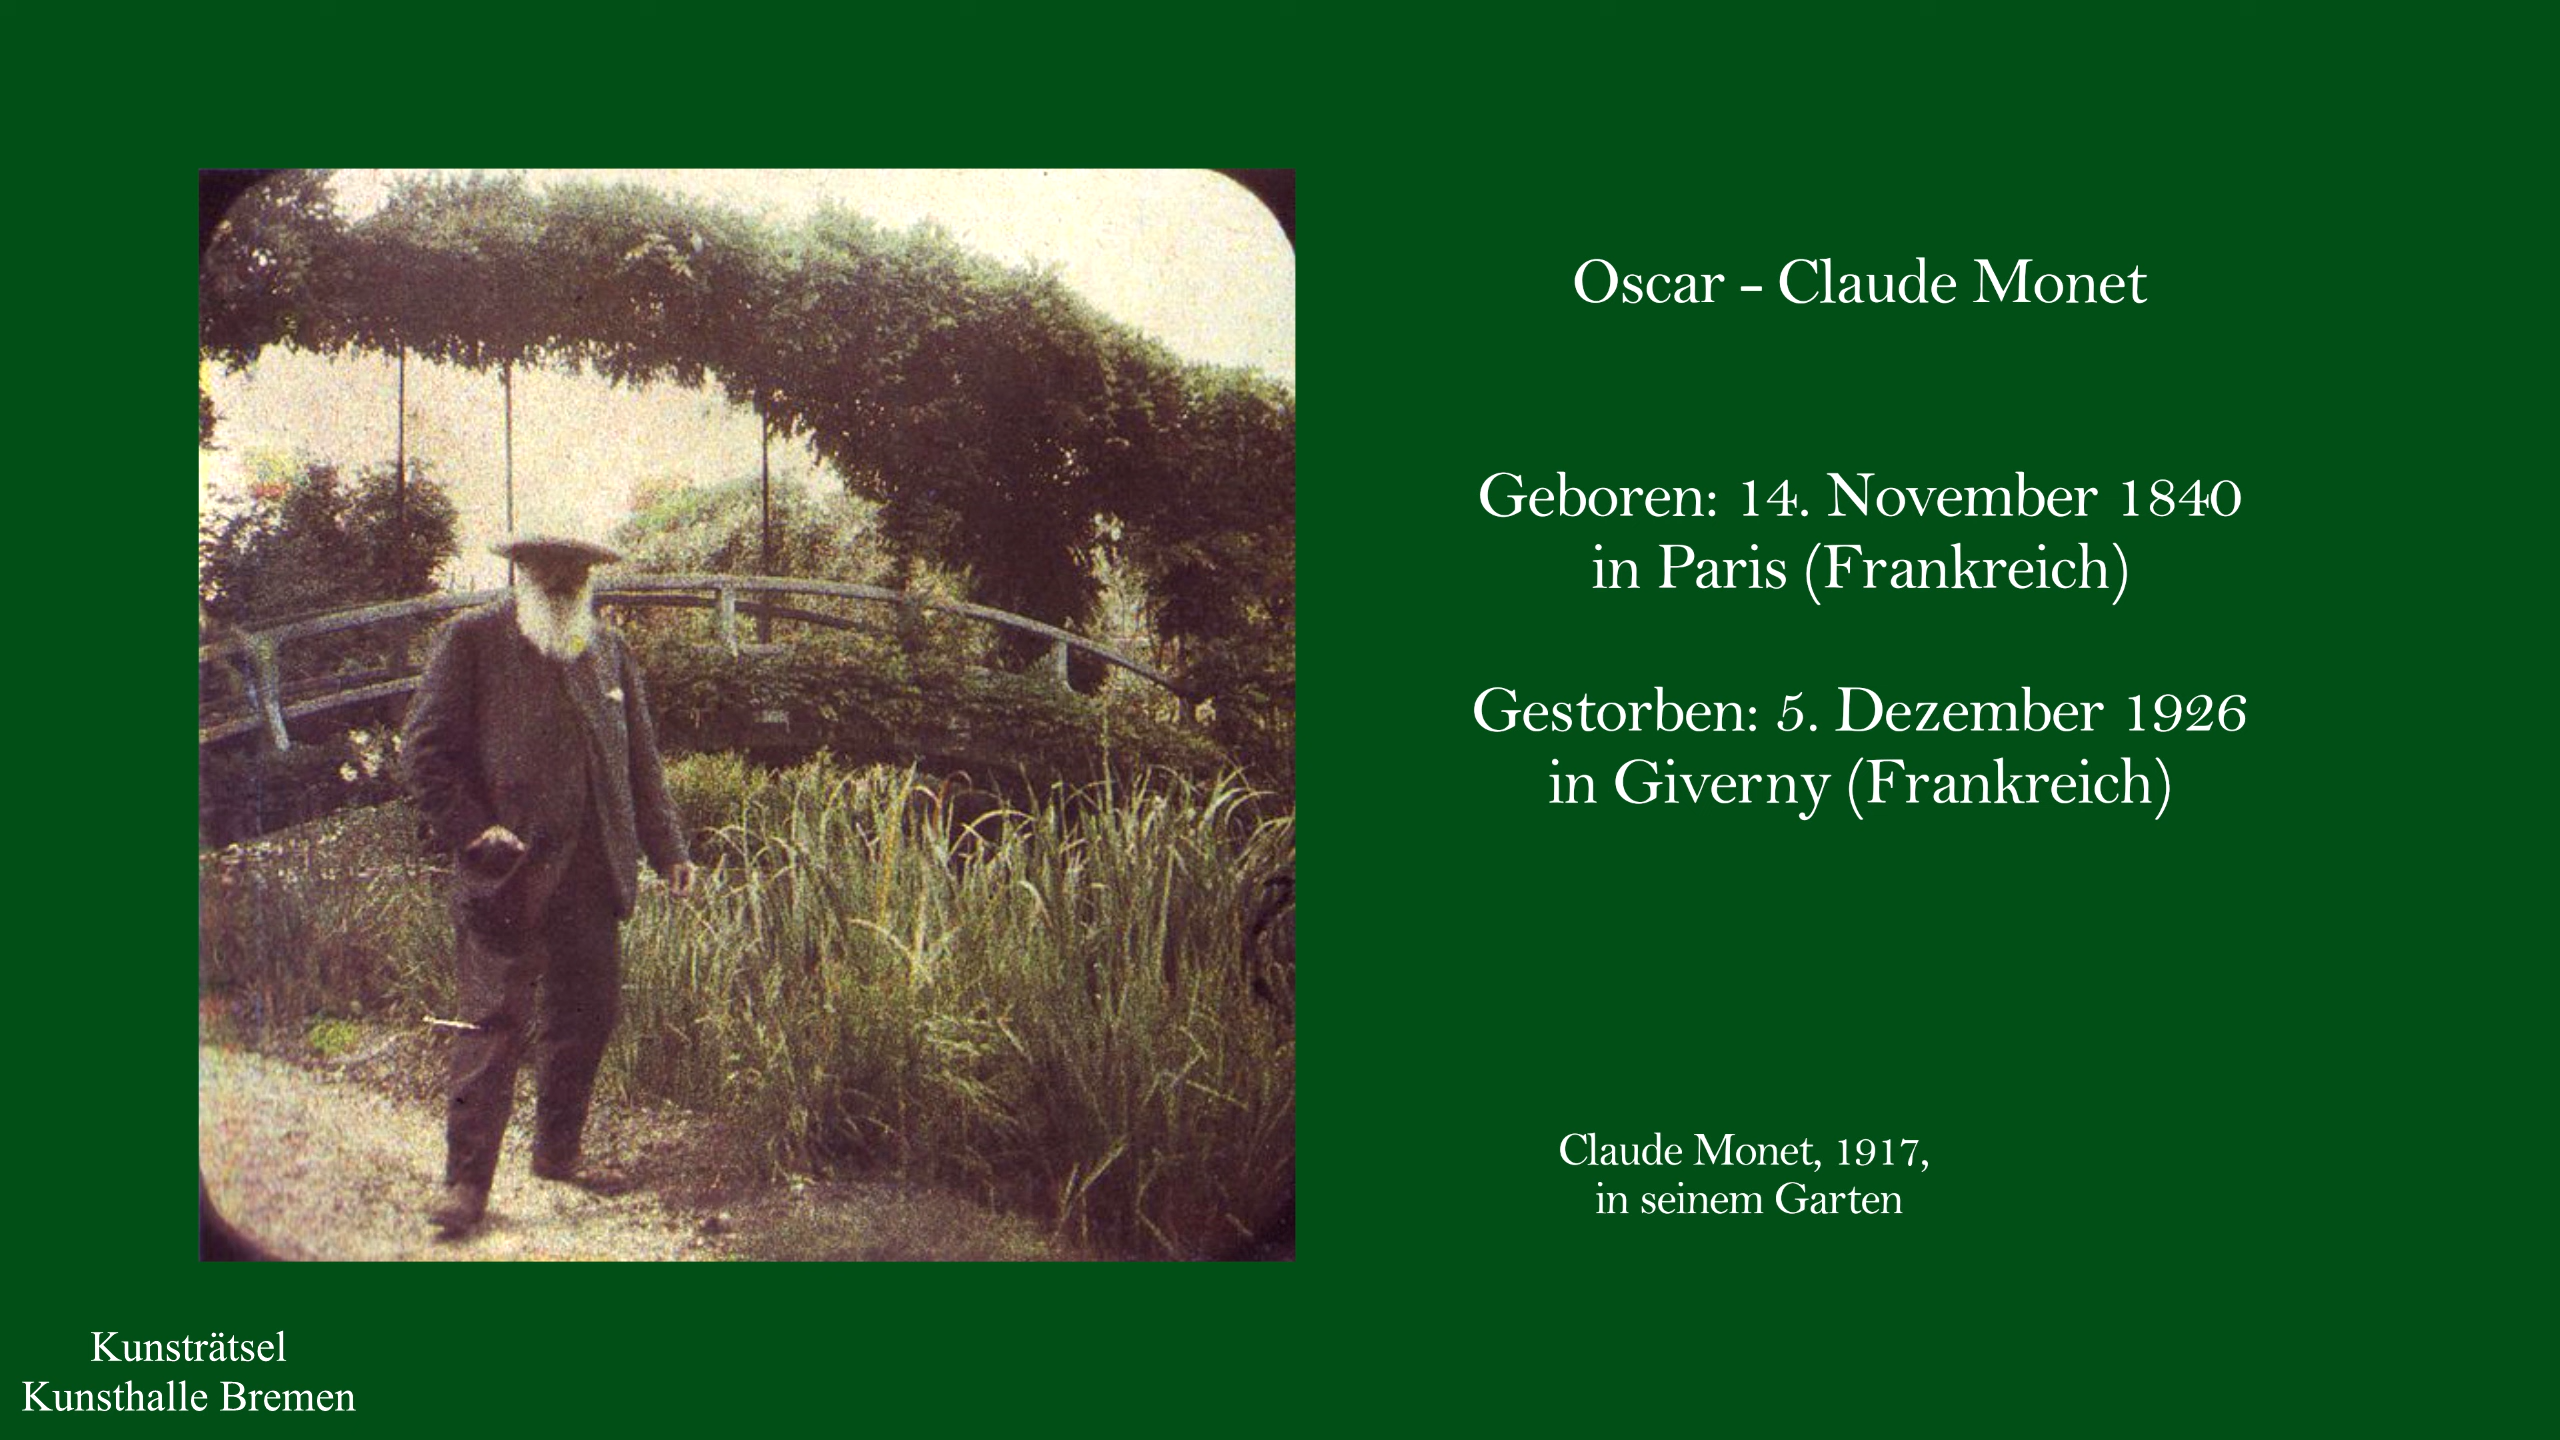 Oscar - Claude Monet
Geboren: 14. November 1840
in Paris (Frankreich)
Gestorben: 5. Dezember 1926
in Giverny (Frankreich)
Claude Monet, 1917,
in seinem Garten
Kunsträtsel
Kunsthalle Bremen